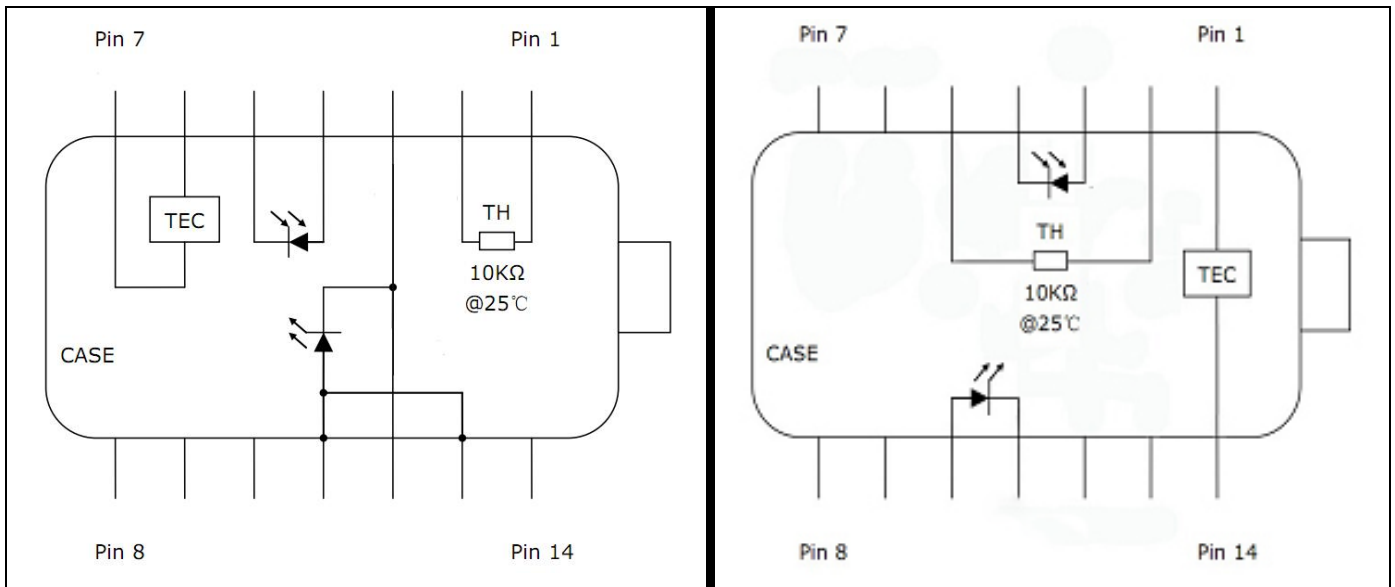 Pin 7 Pin 1
TEC
TH
10KΩ
@25℃
CASE
Pin 8 Pin 14
Pin 7 Pin 1
TH
TEC
10KΩ
@25℃
CASE
Pin 8 Pin 14